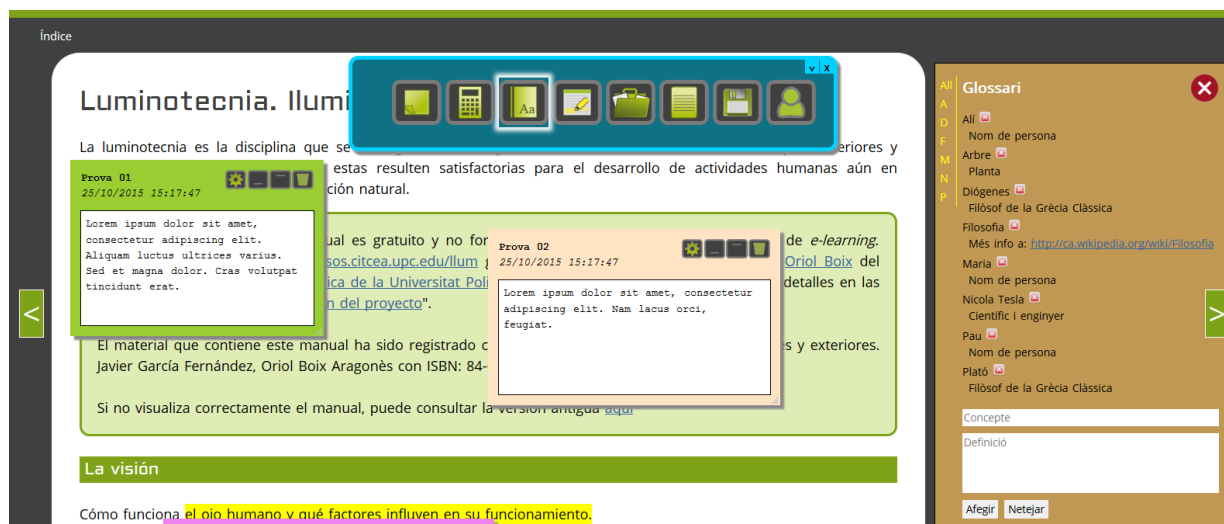 Índice
v x
Luminotecnia. Ilumi
La luminotecnia es la disciplina que se
eriores y
estas resulten satisfactorias para el desarrollo de actividades humanas aún en
ción natural.
Prova 01
25/10/2015 15:17:47
Lorem ipsum dolor sit amet,
consectetur adipiscing elit.
Aliquam luctus ultrices varius.
Sed et magna dolor. Cras volutpat
tincidunt erat.
ual es gratuito y no for
de e-learning.
sos.citcea.upc.edu/llum g
Oriol Boix del
ica de la Universitat Poli
detalles en las
n del proyecto".
Prova 02
25/10/2015 15:17:47
Lorem ipsum dolor sit amet, consectetur
adipiscing elit. Nam lacus orci,
feugiat.
El material que contiene este manual ha sido registrado c
s y exteriores.
Javier García Fernández, Oriol Boix Aragonès con ISBN: 84-
Si no visualiza correctamente el manual, puede consultar la versión antigua aquí
La visión
Cómo funciona el ojo humano y qué factores influyen en su funcionamiento.
<
>
Aa
All
A
D
F
M
N
P
Glossari
Alí
Nom de persona
Arbre
Planta
Diógenes
Filòsof de la Grècia Clàssica
Filosofia
Més info a: http://ca.wikipedia.org/wiki/Filosofia
Maria
Nom de persona
Nicola Tesla
Científic i enginyer
Pau
Nom de persona
Plató
Filòsof de la Grècia Clàssica
Concepte
Definició
Afegir Netejar